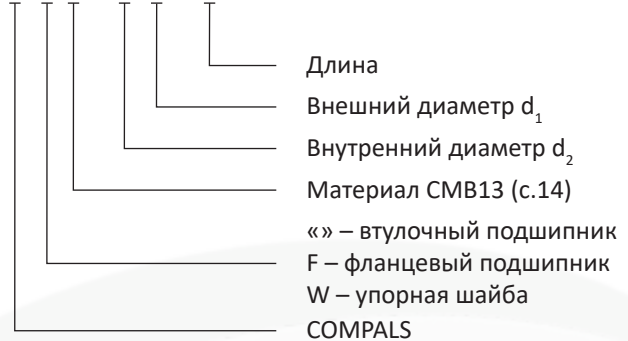 Длина
Внешний диаметр d₁
Внутренний диаметр d₂
Материал CMB13 (с.14)
«» – втулочный подшипник
F – фланцевый подшипник
W – упорная шайба
COMPALS